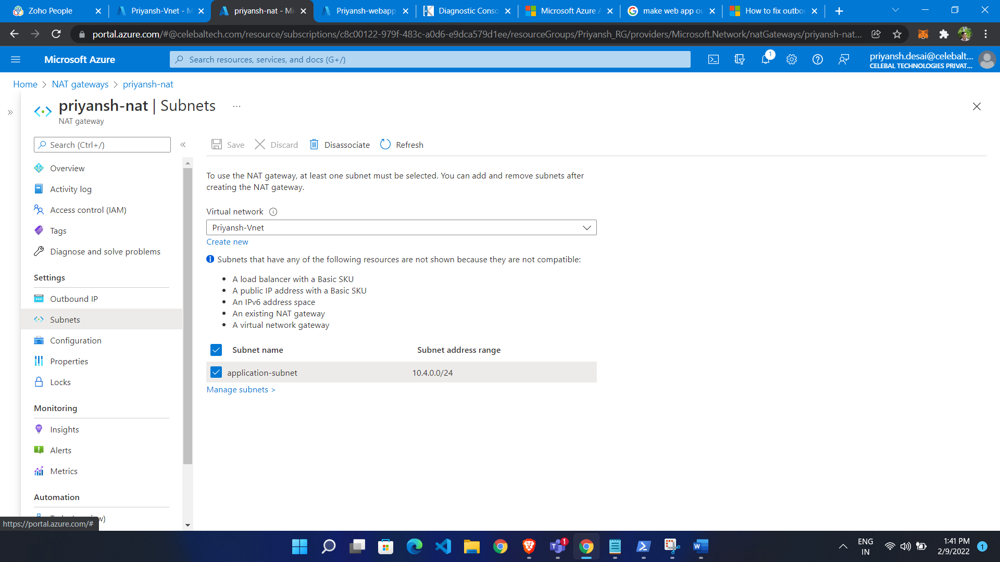 Zoho People
Priyansh-Vnet - M
priyansh-nat - Mi
Priyansh-webapp
Diagnostic Conso
Microsoft Azure A
make web app ou
How to fix outbou
portal.azure.com/#@celebaltech.com/resource/subscriptions/c8c00122-979f-483c-a0d6-e9dca579d1ee/resourceGroups/Priyansh_RG/providers/Microsoft.Network/natGateways/priyansh-nat...
Microsoft Azure
Search resources, services, and docs (G+/)
1
priyansh.desai@celebalt...
CELEBAL TECHNOLOGIES PRIVAT...
Home > NAT gateways > priyansh-nat
priyansh-nat | Subnets ...
NAT gateway
Search (Ctrl+/)
Save
Discard
Disassociate
Refresh
Overview
Activity log
Access control (IAM)
Tags
Diagnose and solve problems
Settings
Outbound IP
Subnets
Configuration
Properties
Locks
Monitoring
Insights
Alerts
Metrics
Automation
To use the NAT gateway, at least one subnet must be selected. You can add and remove subnets after
creating the NAT gateway.
Virtual network
Priyansh-Vnet
Create new
Subnets that have any of the following resources are not shown because they are not compatible:
• A load balancer with a Basic SKU
• A public IP address with a Basic SKU
• An IPv6 address space
• An existing NAT gateway
• A virtual network gateway
Subnet name Subnet address range
application-subnet 10.4.0.0/24
Manage subnets >
https://portal.azure.com/#
1
ENG
IN
1:41 PM
2/9/2022
1